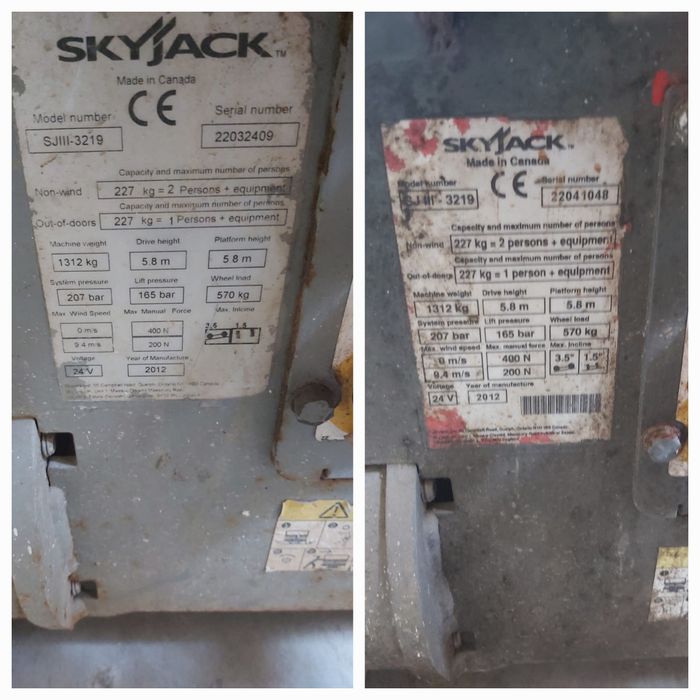 SKYJACK TM
Made in Canada
CE
Model number
Serial number
SJIII-3219
22032409
Capacity and maximum number of persons
Non-wind 227 kg = 2 Persons + equipment
Capacity and maximum number of persons
Out-of-doors 227 kg = 1 Persons + equipment
Machine weight Drive height Platform height
1312 kg 5.8 m 5.8 m
System pressure Lift pressure Wheel load
207 bar 165 bar 570 kg
Max Wind Speed Max Manual Force Max. Incline
0 m/s 400 N 3.5 1.5
9.4 m/s 200 N
Voltage Year of Manufacture
24 V 2012
SKYJACK
Made in Canada
CE
Model number
Serial number
SJIII-3219
22041048
Capacity and maximum number of persons
Non-wind 227 kg = 2 persons + equipment
Capacity and maximum number of persons
Out-of-doors 227 kg = 1 person + equipment
Machine weight Drive height Platform height
1312 kg 5.8 m 5.8 m
System pressure Lift pressure Wheel load
207 bar 165 bar 570 kg
Max. wind speed Max. manual force Max. Incline
0 m/s 400 N 3.5° 1.5°
9.4 m/s 200 N
Voltage Year of manufacture
24 V 2012